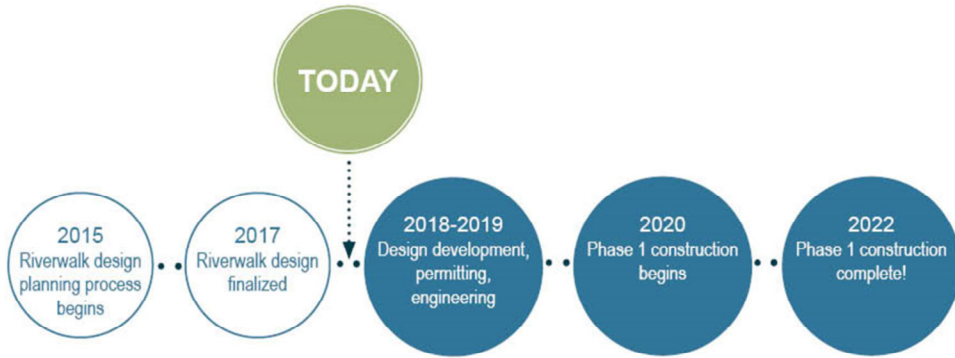 TODAY
2015
Riverwalk design
planning process
begins
2017
Riverwalk design
finalized
2018-2019
Design development,
permitting,
engineering
2020
Phase 1 construction
begins
2022
Phase 1 construction
complete!